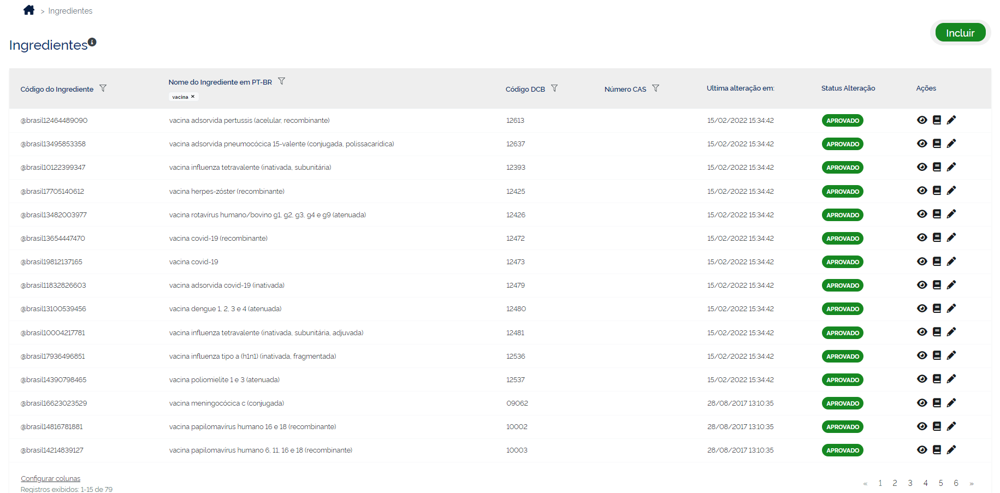 > Ingredientes
Incluir
Ingredientes
Código do Ingrediente Nome do Ingrediente em PT-BR Código DCB Número CAS Ultima alteração em: Status Alteração Ações
vacina ×
@brasil12464489090 vacina adsorvida pertussis (acelular, recombinante) 12613 15/02/2022 15:34:42 APROVADO
@brasil13495853358 vacina adsorvida pneumocócica 15-valente (conjugada, polissacarídica) 12637 15/02/2022 15:34:42 APROVADO
@brasil10122399347 vacina influenza tetravalente (inativada, subunitária) 12393 15/02/2022 15:34:42 APROVADO
@brasil17705140612 vacina herpes-zóster (recombinante) 12425 15/02/2022 15:34:42 APROVADO
@brasil13482003977 vacina rotavírus humano/bovino g1, g2, g3, g4 e g9 (atenuada) 12426 15/02/2022 15:34:42 APROVADO
@brasil13654447470 vacina covid-19 (recombinante) 12472 15/02/2022 15:34:42 APROVADO
@brasil19812137165 vacina covid-19 12473 15/02/2022 15:34:42 APROVADO
@brasil11832826603 vacina adsorvida covid-19 (inativada) 12479 15/02/2022 15:34:42 APROVADO
@brasil13100539456 vacina dengue 1, 2, 3 e 4 (atenuada) 12480 15/02/2022 15:34:42 APROVADO
@brasil10004217781 vacina influenza tetravalente (inativada, subunitária, adjuvada) 12481 15/02/2022 15:34:42 APROVADO
@brasil17936496851 vacina influenza tipo a (h1n1) (inativada, fragmentada) 12536 15/02/2022 15:34:42 APROVADO
@brasil14390798465 vacina poliomielite 1 e 3 (atenuada) 12537 15/02/2022 15:34:42 APROVADO
@brasil16623023529 vacina meningocócica c (conjugada) 09062 28/08/2017 13:10:35 APROVADO
@brasil14816781881 vacina papilomavírus humano 16 e 18 (recombinante) 10002 28/08/2017 13:10:35 APROVADO
@brasil14214839127 vacina papilomavírus humano 6, 11, 16 e 18 (recombinante) 10003 28/08/2017 13:10:35 APROVADO
Configurar colunas
« 1 2 3 4 5 6 »
Registros exibidos: 1-15 de 79